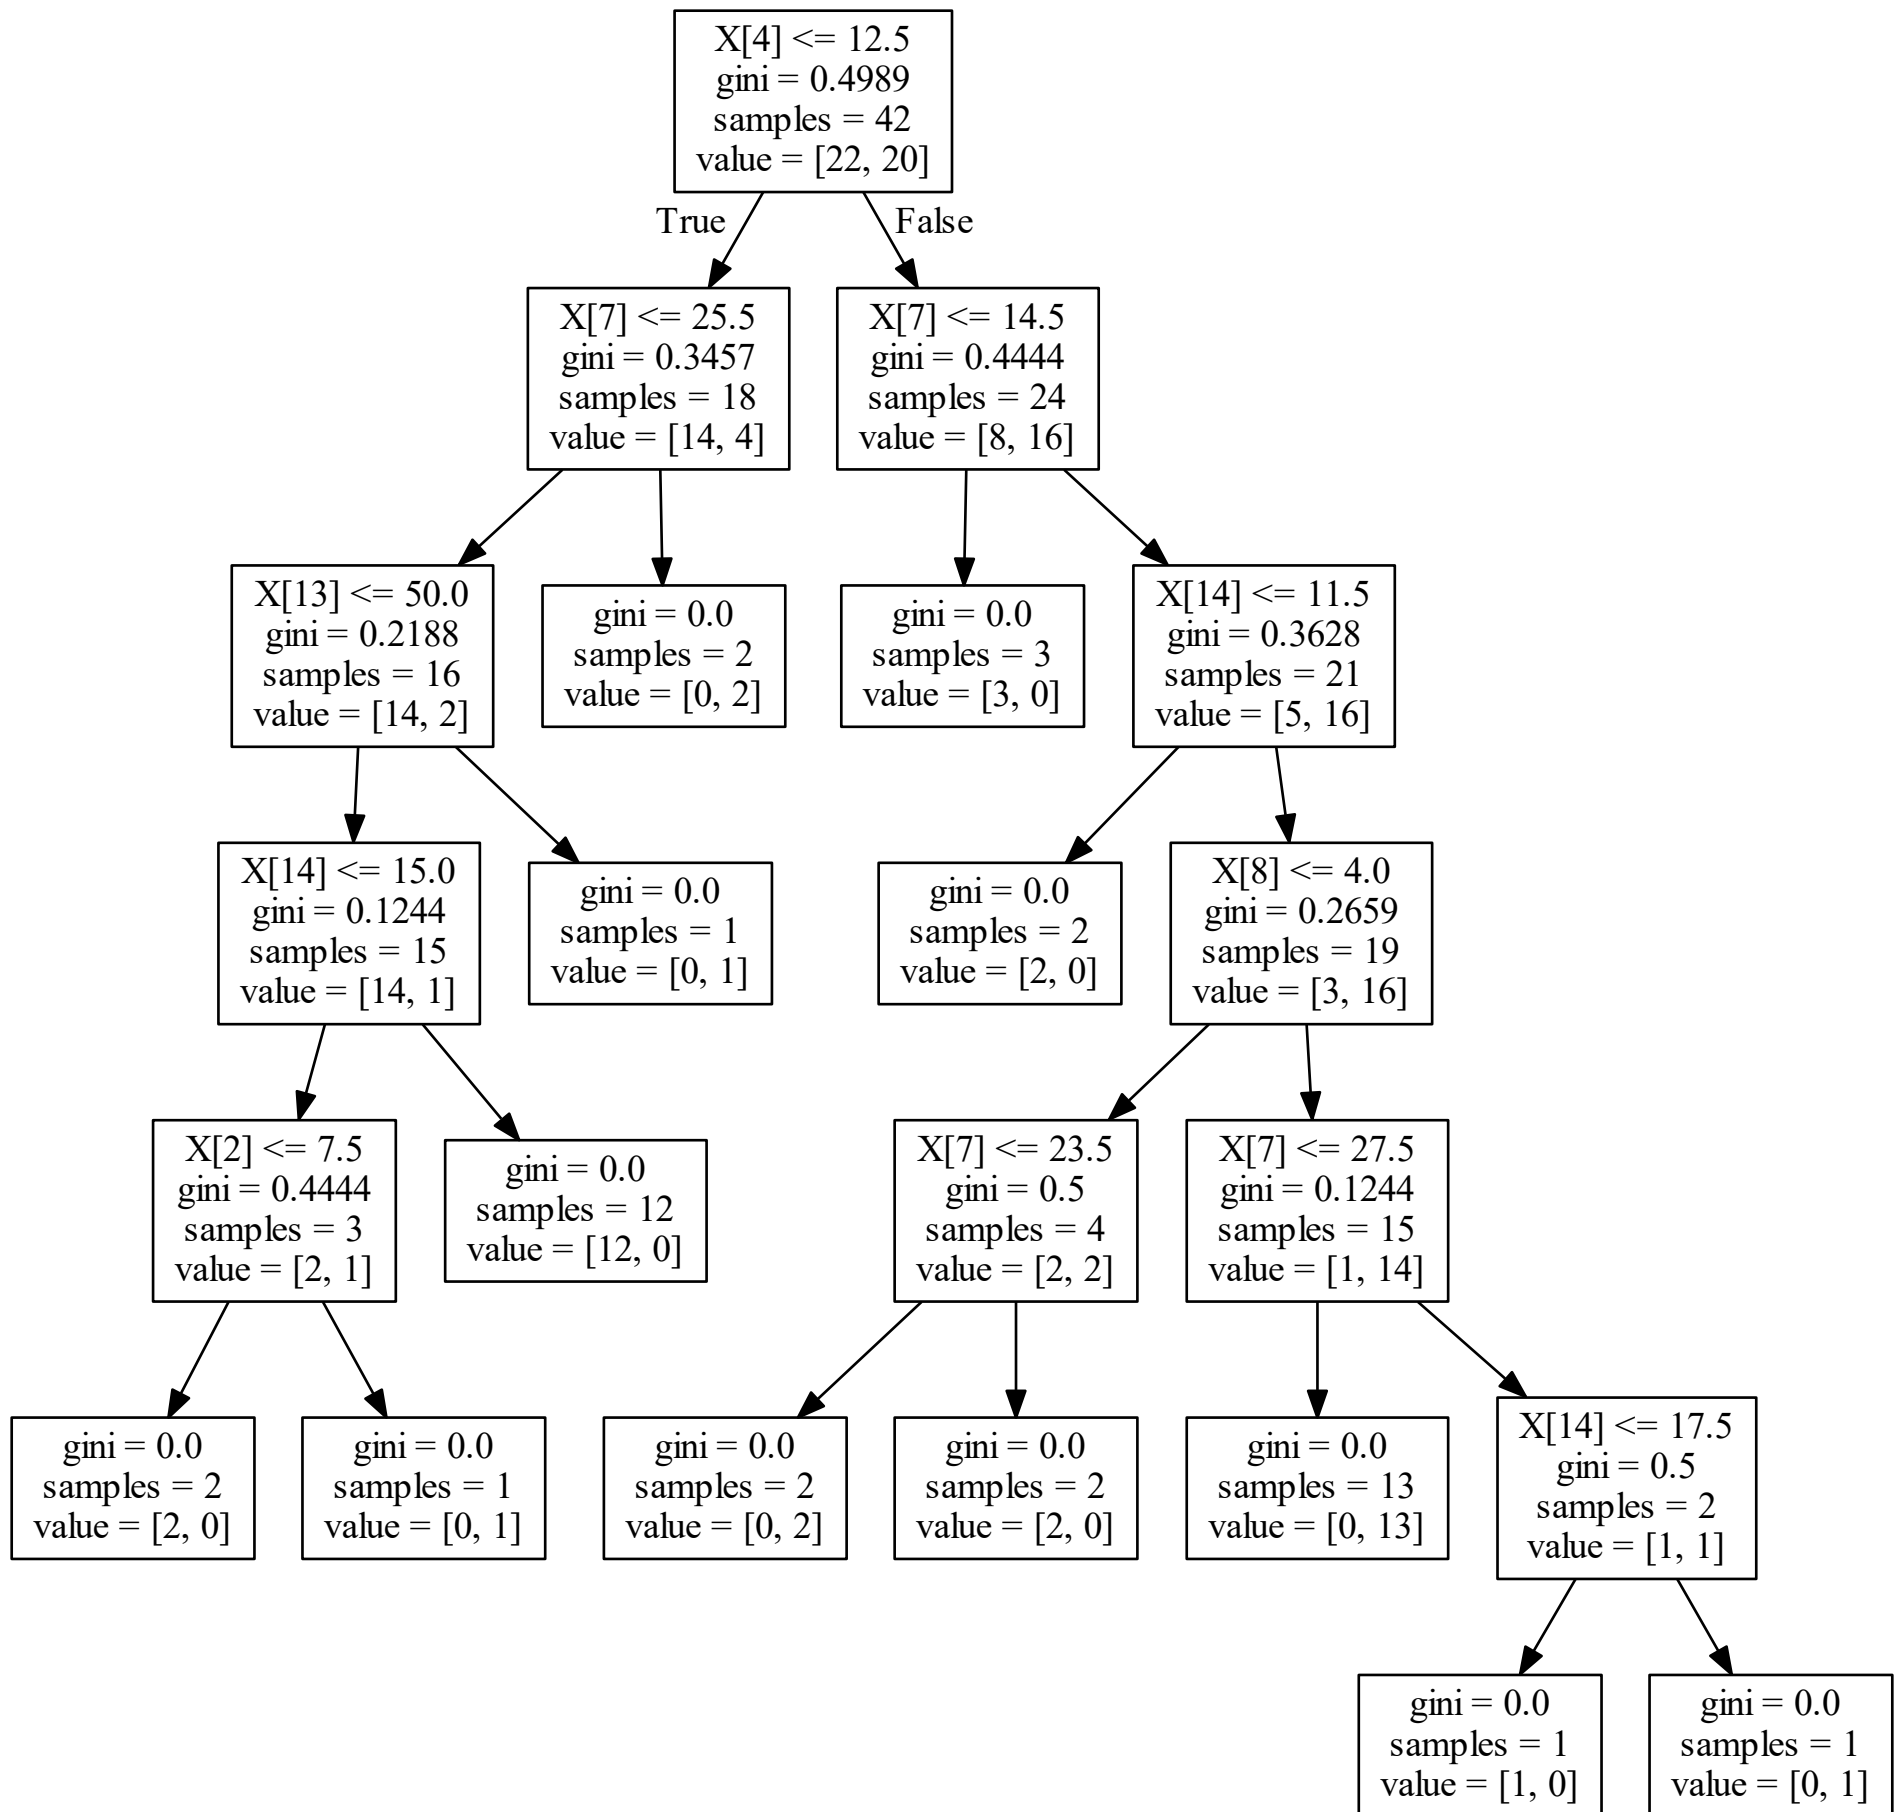 X[4] <= 12.5
gini = 0.4989
samples = 42
value = [22, 20]
True
False
X[7] <= 25.5
gini = 0.3457
samples = 18
value = [14, 4]
X[7] <= 14.5
gini = 0.4444
samples = 24
value = [8, 16]
X[13] <= 50.0
gini = 0.2188
samples = 16
value = [14, 2]
gini = 0.0
samples = 2
value = [0, 2]
gini = 0.0
samples = 3
value = [3, 0]
X[14] <= 11.5
gini = 0.3628
samples = 21
value = [5, 16]
X[14] <= 15.0
gini = 0.1244
samples = 15
value = [14, 1]
gini = 0.0
samples = 1
value = [0, 1]
gini = 0.0
samples = 2
value = [2, 0]
X[8] <= 4.0
gini = 0.2659
samples = 19
value = [3, 16]
X[2] <= 7.5
gini = 0.4444
samples = 3
value = [2, 1]
gini = 0.0
samples = 12
value = [12, 0]
X[7] <= 23.5
gini = 0.5
samples = 4
value = [2, 2]
X[7] <= 27.5
gini = 0.1244
samples = 15
value = [1, 14]
gini = 0.0
samples = 2
value = [2, 0]
gini = 0.0
samples = 1
value = [0, 1]
gini = 0.0
samples = 2
value = [0, 2]
gini = 0.0
samples = 2
value = [2, 0]
gini = 0.0
samples = 13
value = [0, 13]
X[14] <= 17.5
gini = 0.5
samples = 2
value = [1, 1]
gini = 0.0
samples = 1
value = [1, 0]
gini = 0.0
samples = 1
value = [0, 1]